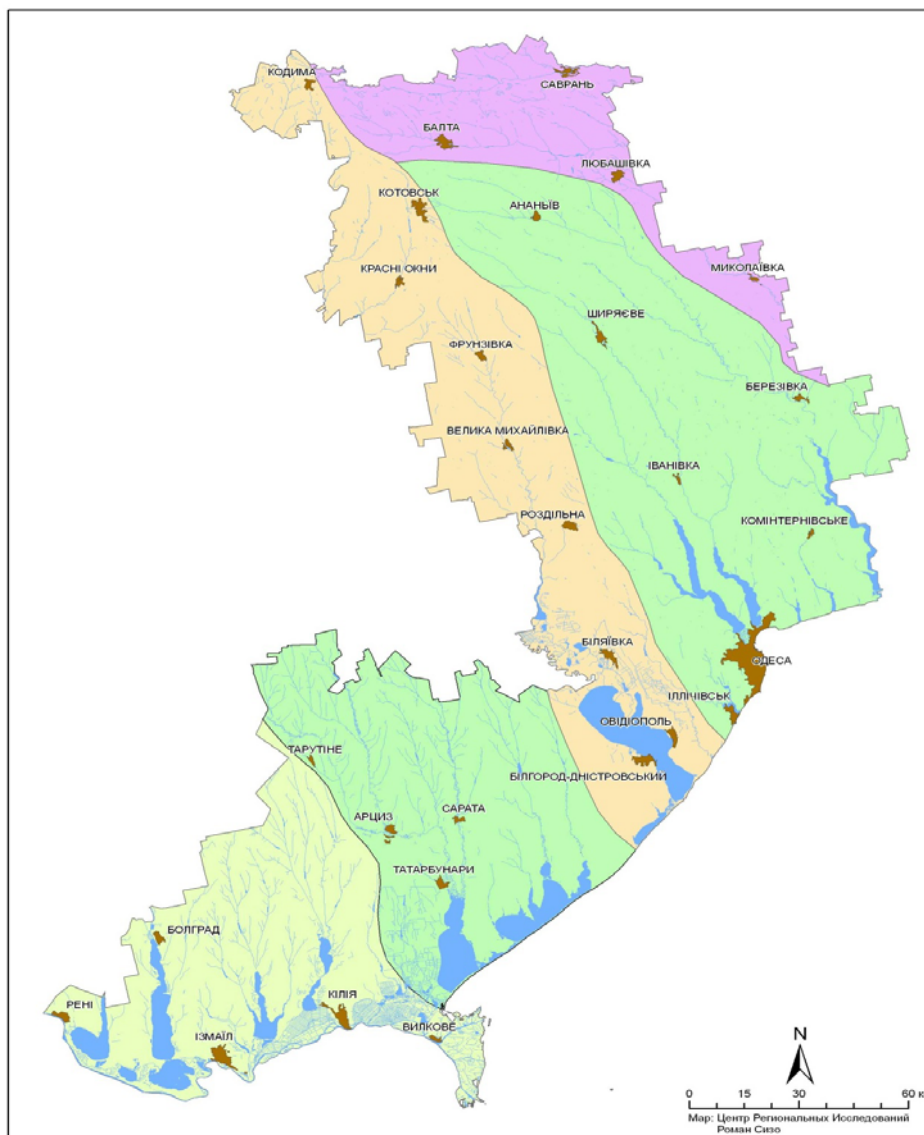 КОДИМА
САВРАНЬ
БАЛТА
ЛЮБАШІВКА
КОТОВСЬК
АНАНЬЇВ
МИКОЛАЇВКА
КРАСНІ ОКНИ
ШИРЯЄВЕ
ФРУНЗІВКА
БЕРЕЗІВКА
ВЕЛИКА МИХАЙЛІВКА
ІВАНІВКА
РОЗДІЛЬНА
КОМІНТЕРНІВСЬКЕ
БІЛЯЇВКА
ОДЕСА
ІЛЛІЧІВСЬК
ОВІДІОПОЛЬ
ТАРУТІНЕ
БІЛГОРОД-ДНІСТРОВСЬКИЙ
АРЦИЗ
САРАТА
ТАТАРБУНАРИ
БОЛГРАД
РЕНІ
КІЛІЯ
ІЗМАЇЛ
ВИЛКОВЕ
N
0 15 30 60 к
Мар: Центр Региональных Исследований
Роман Сизо